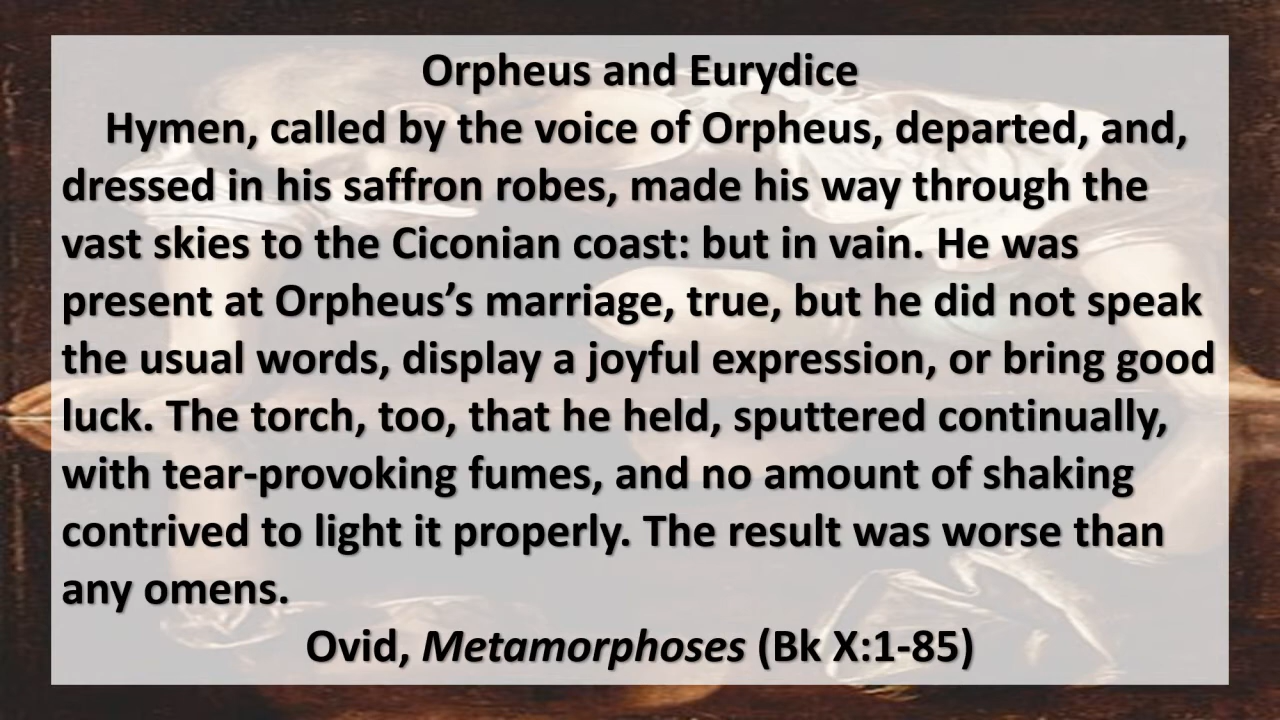 Orpheus and Eurydice
Hymen, called by the voice of Orpheus, departed, and,
dressed in his saffron robes, made his way through the
vast skies to the Ciconian coast: but in vain. He was
present at Orpheus’s marriage, true, but he did not speak
the usual words, display a joyful expression, or bring good
luck. The torch, too, that he held, sputtered continually,
with tear-provoking fumes, and no amount of shaking
contrived to light it properly. The result was worse than
any omens.
Ovid, Metamorphoses (Bk X:1-85)